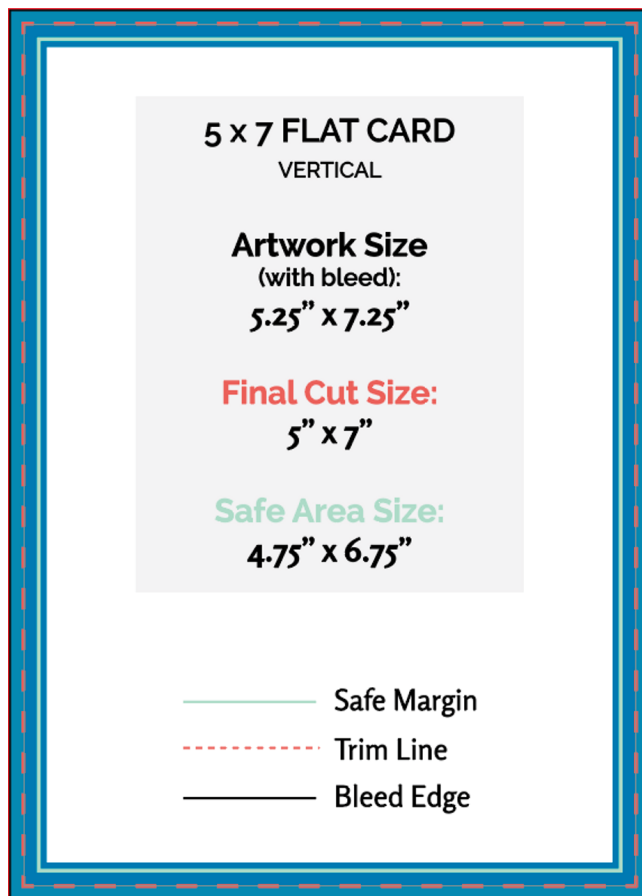 5 x 7 FLAT CARD
VERTICAL
Artwork Size
(with bleed):
5.25” x 7.25”
Final Cut Size:
5” x 7”
Safe Area Size:
4.75” x 6.75”
Safe Margin
Trim Line
Bleed Edge